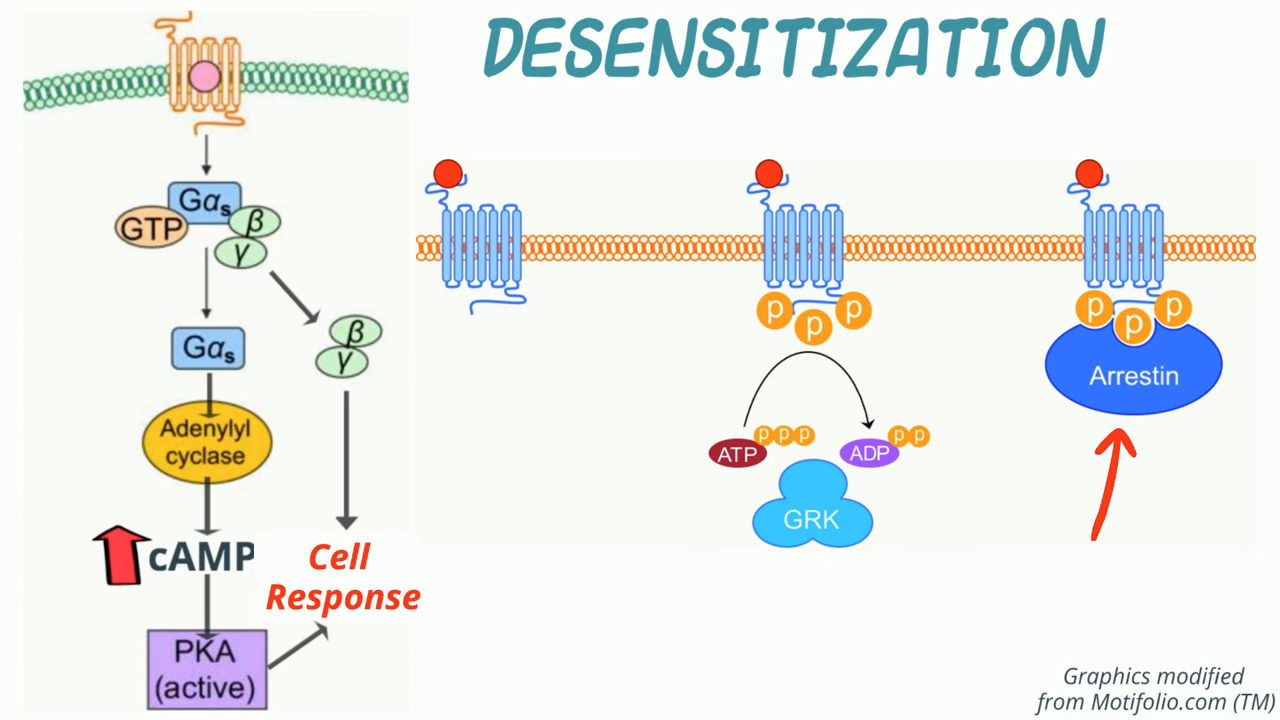 DESENSITIZATION
Gαs
GTP
β
γ
Gαs
β
γ
Adenylyl
cyclase
cAMP
Cell
Response
PKA
(active)
p
p
p
ATP
p p p
ADP
p p
GRK
p
p
p
Arrestin
Graphics modified
from Motifolio.com (TM)